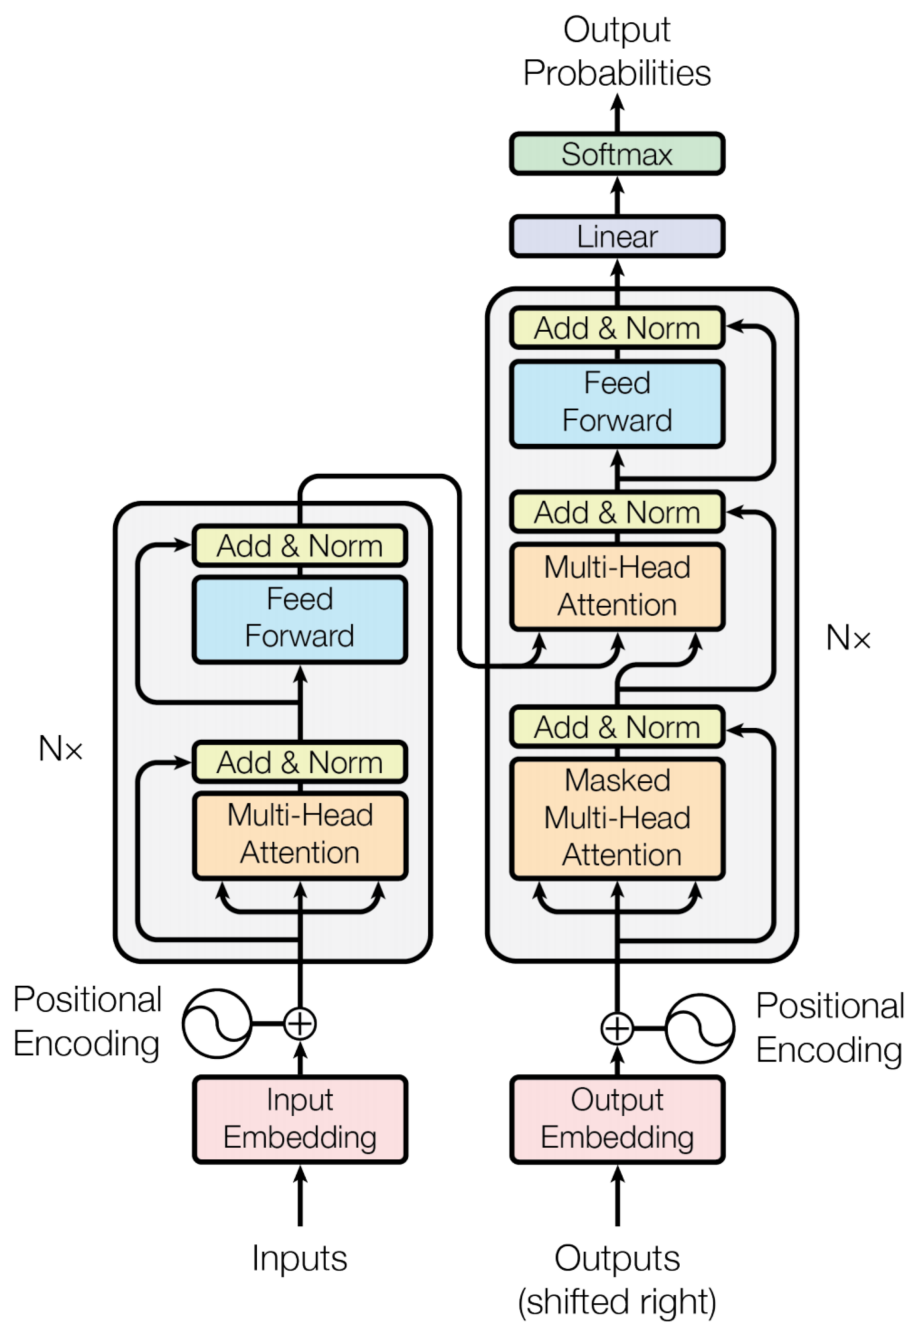 Output
Probabilities
Softmax
Linear
Add & Norm
Feed
Forward
Add & Norm
Multi-Head
Attention
Add & Norm
Masked
Multi-Head
Attention
N×
Add & Norm
Feed
Forward
Add & Norm
Multi-Head
Attention
N×
Positional
Encoding
Positional
Encoding
Input
Embedding
Output
Embedding
Inputs
Outputs
(shifted right)